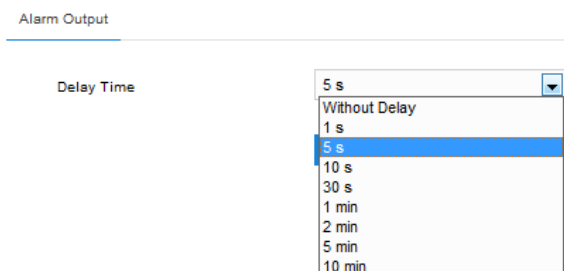 Alarm Output
Delay Time
5 s
Without Delay
1 s
5 s
10 s
30 s
1 min
2 min
5 min
10 min